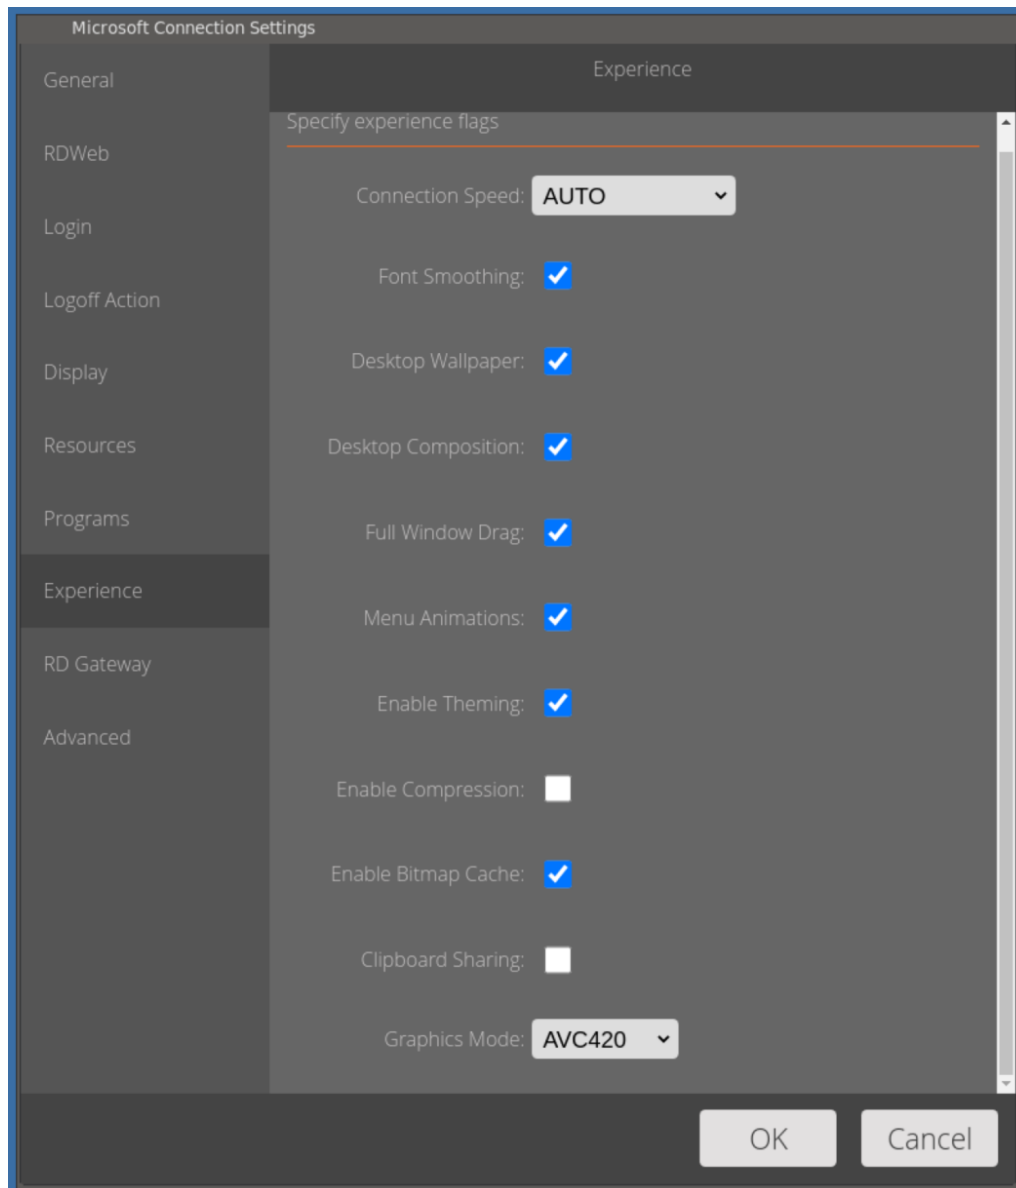 Microsoft Connection Settings
General
RDWeb
Login
Logoff Action
Display
Resources
Programs
Experience
RD Gateway
Advanced
Experience
Specify experience flags
Connection Speed: AUTO
Font Smoothing:
Desktop Wallpaper:
Desktop Composition:
Full Window Drag:
Menu Animations:
Enable Theming:
Enable Compression:
Enable Bitmap Cache:
Clipboard Sharing:
Graphics Mode: AVC420
OK Cancel